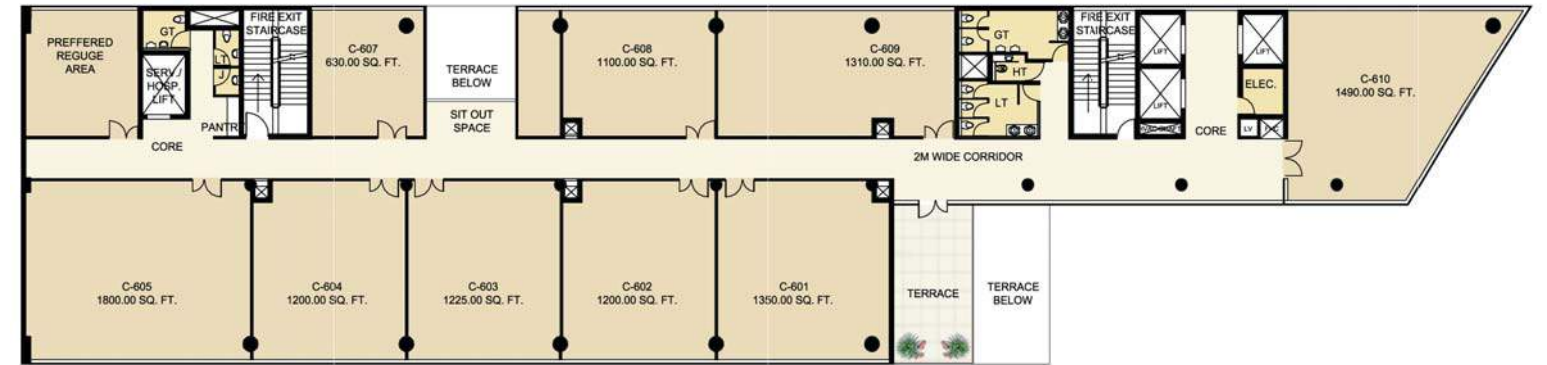 PREFFERED
REGUGE
AREA
GT
SERV./
HOSP.
LIFT
LT
PANTRY
CORE
FIRE EXIT
STAIRCASE
C-607
630.00 SQ. FT.
TERRACE
BELOW
SIT OUT
SPACE
C-608
1100.00 SQ. FT.
C-609
1310.00 SQ. FT.
GT
HT
LT
FIRE EXIT
STAIRCASE
LIFT
LIFT
LIFT
ELEC.
LV
CORE
C-610
1490.00 SQ. FT.
2M WIDE CORRIDOR
C-605
1800.00 SQ. FT.
C-604
1200.00 SQ. FT.
C-603
1225.00 SQ. FT.
C-602
1200.00 SQ. FT.
C-601
1350.00 SQ. FT.
TERRACE
TERRACE
BELOW